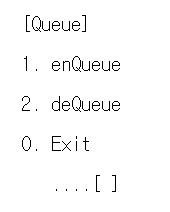 [Queue]
1. enQueue
2. deQueue
0. Exit
....[ ]